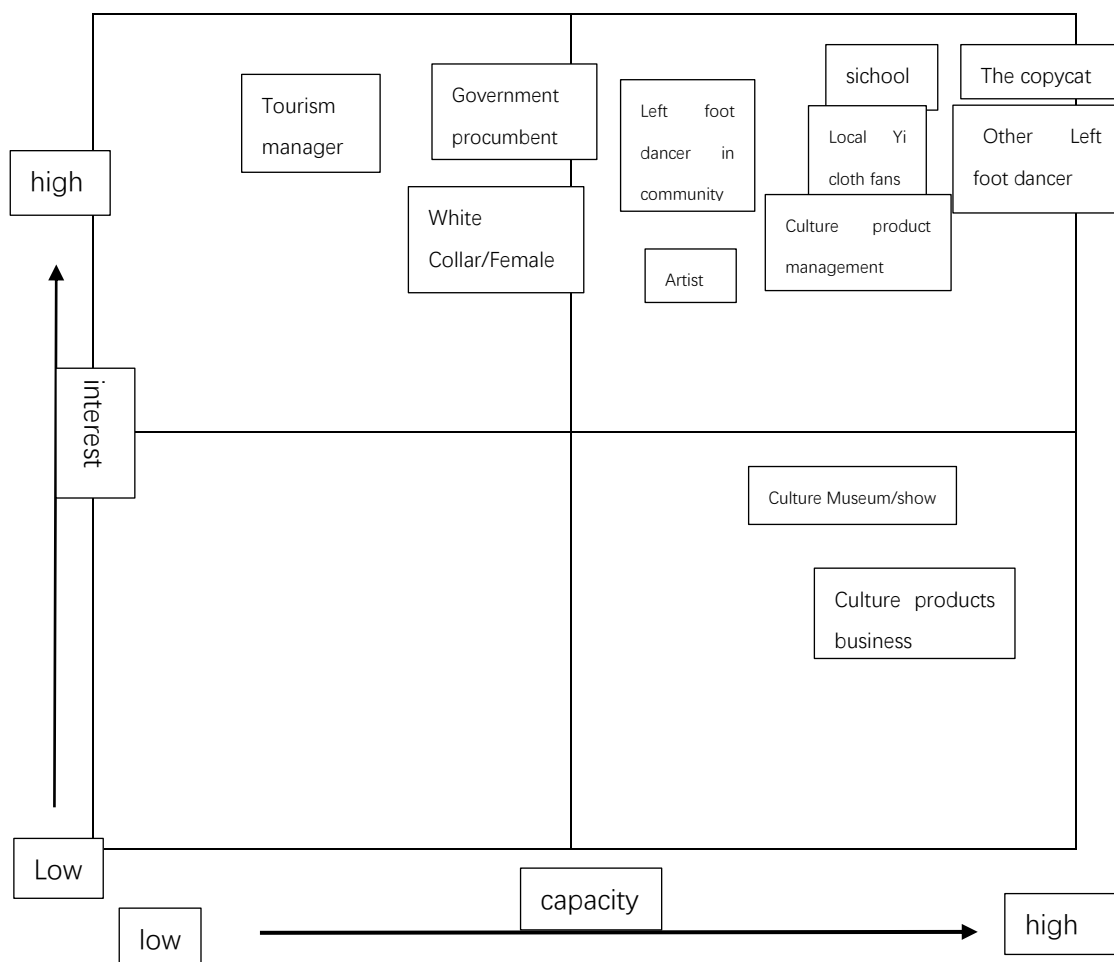 sichool
The copycat
Tourism
manager
Government
procumbent
Left foot
dancer in
community
Local Yi
cloth fans
Other Left
foot dancer
high
White
Collar/Female
Culture product
management
Artist
interest
Culture Museum/show
Culture products
business
Low
capacity
low
high